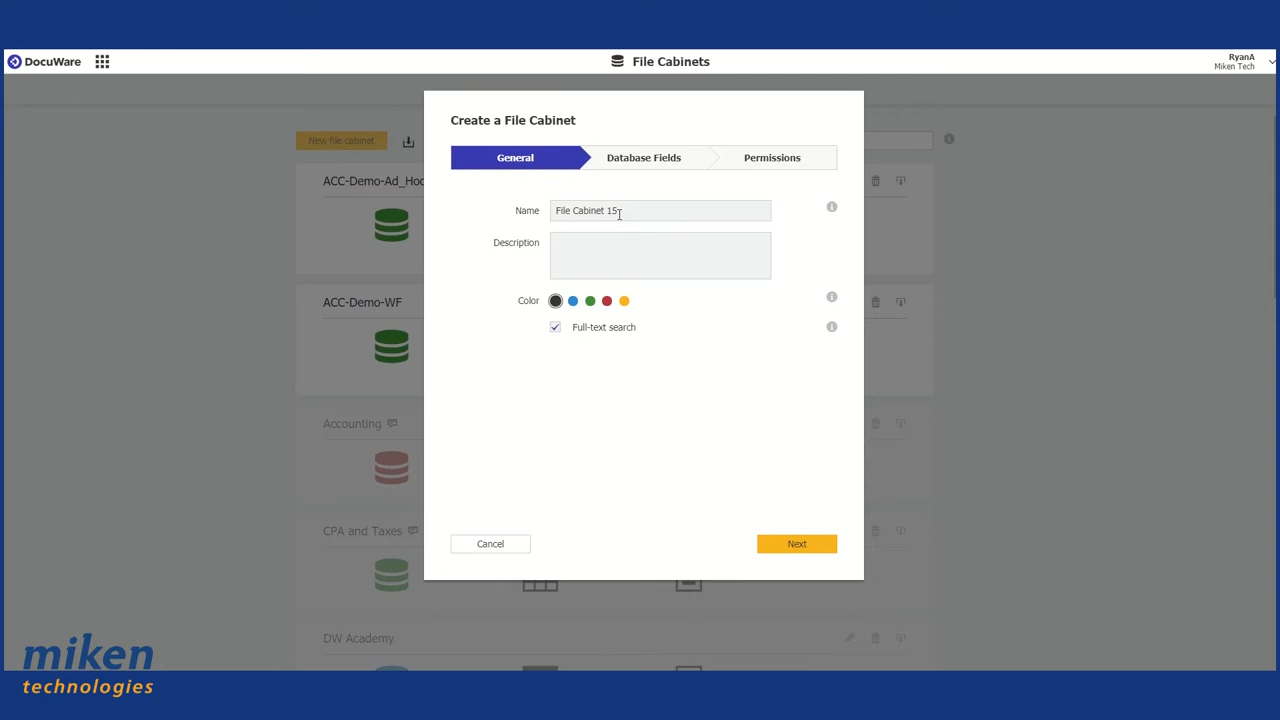 DocuWare
File Cabinets
RyanA
Miken Tech
New file cabinet
ACC-Demo-Ad_Hoc
ACC-Demo-WF
Accounting
CPA and Taxes
DW Academy
Create a File Cabinet
General
Database Fields
Permissions
Name
File Cabinet 15
Description
Color
Full-text search
Cancel
Next
miken
technologies